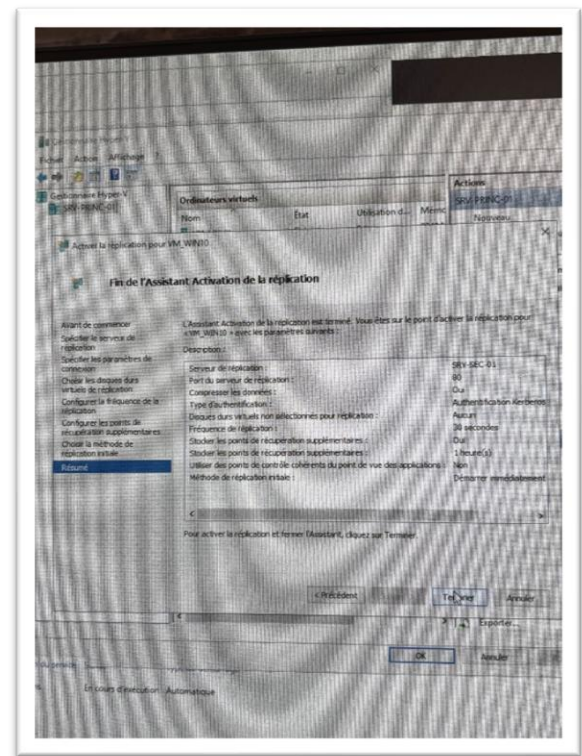 Gestionnaire Hyper-V
Fichier Action Affichage ?
Gestionnaire Hyper-V
SRV-PRINC-01
Ordinateurs virtuels
Nom État Utilisation d... Mémo
Actions
SRV-PRINC-01
Nouveau
Activer la réplication pour VM_WIN10
Fin de l'Assistant Activation de la réplication
Avant de commencer
Spécifier le serveur de
réplication
Spécifier les paramètres de
connexion
Choisir les disques durs
virtuels de réplication
Configurer la fréquence de la
réplication
Configurer les points de
récupération supplémentaires
Choisir la méthode de
réplication initiale
Résumé
L'Assistant Activation de la réplication est terminé. Vous êtes sur le point d'activer la réplication pour
« VM_WIN10 » avec les paramètres suivants :
Description :
Serveur de réplication : SRV-SEC-01
Port du serveur de réplication : 80
Compresser les données : Oui
Type d'authentification : Authentification Kerberos
Disques durs virtuels non sélectionnés pour réplication : Aucun
Fréquence de réplication : 30 secondes
Stocker les points de récupération supplémentaires : Oui
Stocker les points de récupération supplémentaires : 1 heure(s)
Utiliser des points de contrôle cohérents du point de vue des applications : Non
Méthode de réplication initiale : Démarrer immédiatement
Pour activer la réplication et fermer l'Assistant, cliquez sur Terminer.
< Précédent Terminer Annuler
Exporter...
OK Annuler
En cours d'exécution Automatique